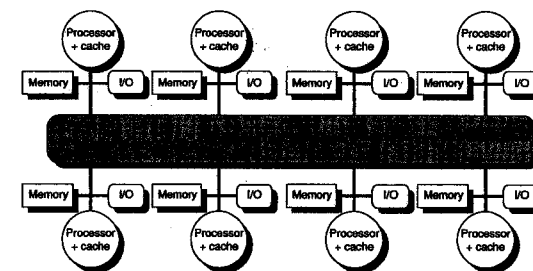 Processor Processor Processor Processor
+ cache + cache + cache + cache
Memory I/O Memory I/O Memory I/O Memory I/O
Memory I/O Memory I/O Memory I/O Memory I/O
Processor Processor Processor Processor
+ cache + cache + cache + cache